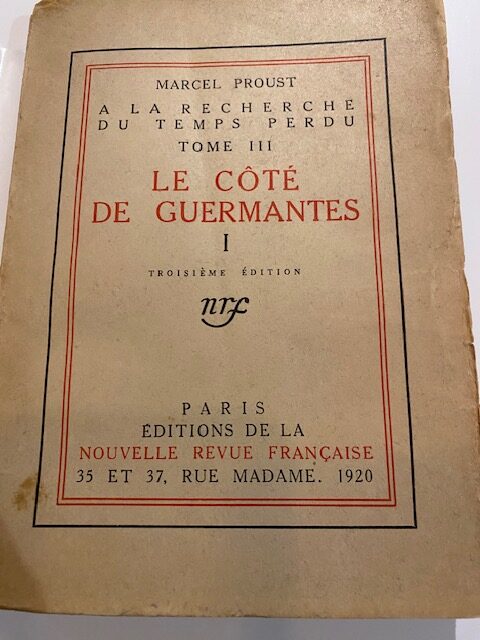 MARCEL PROUST
A LA RECHERCHE
DU TEMPS PERDU
TOME III
LE CÔTÉ
DE GUERMANTES
I
TROISIÈME ÉDITION
nrf
PARIS
ÉDITIONS DE LA
NOUVELLE REVUE FRANÇAISE
35 ET 37, RUE MADAME. 1920